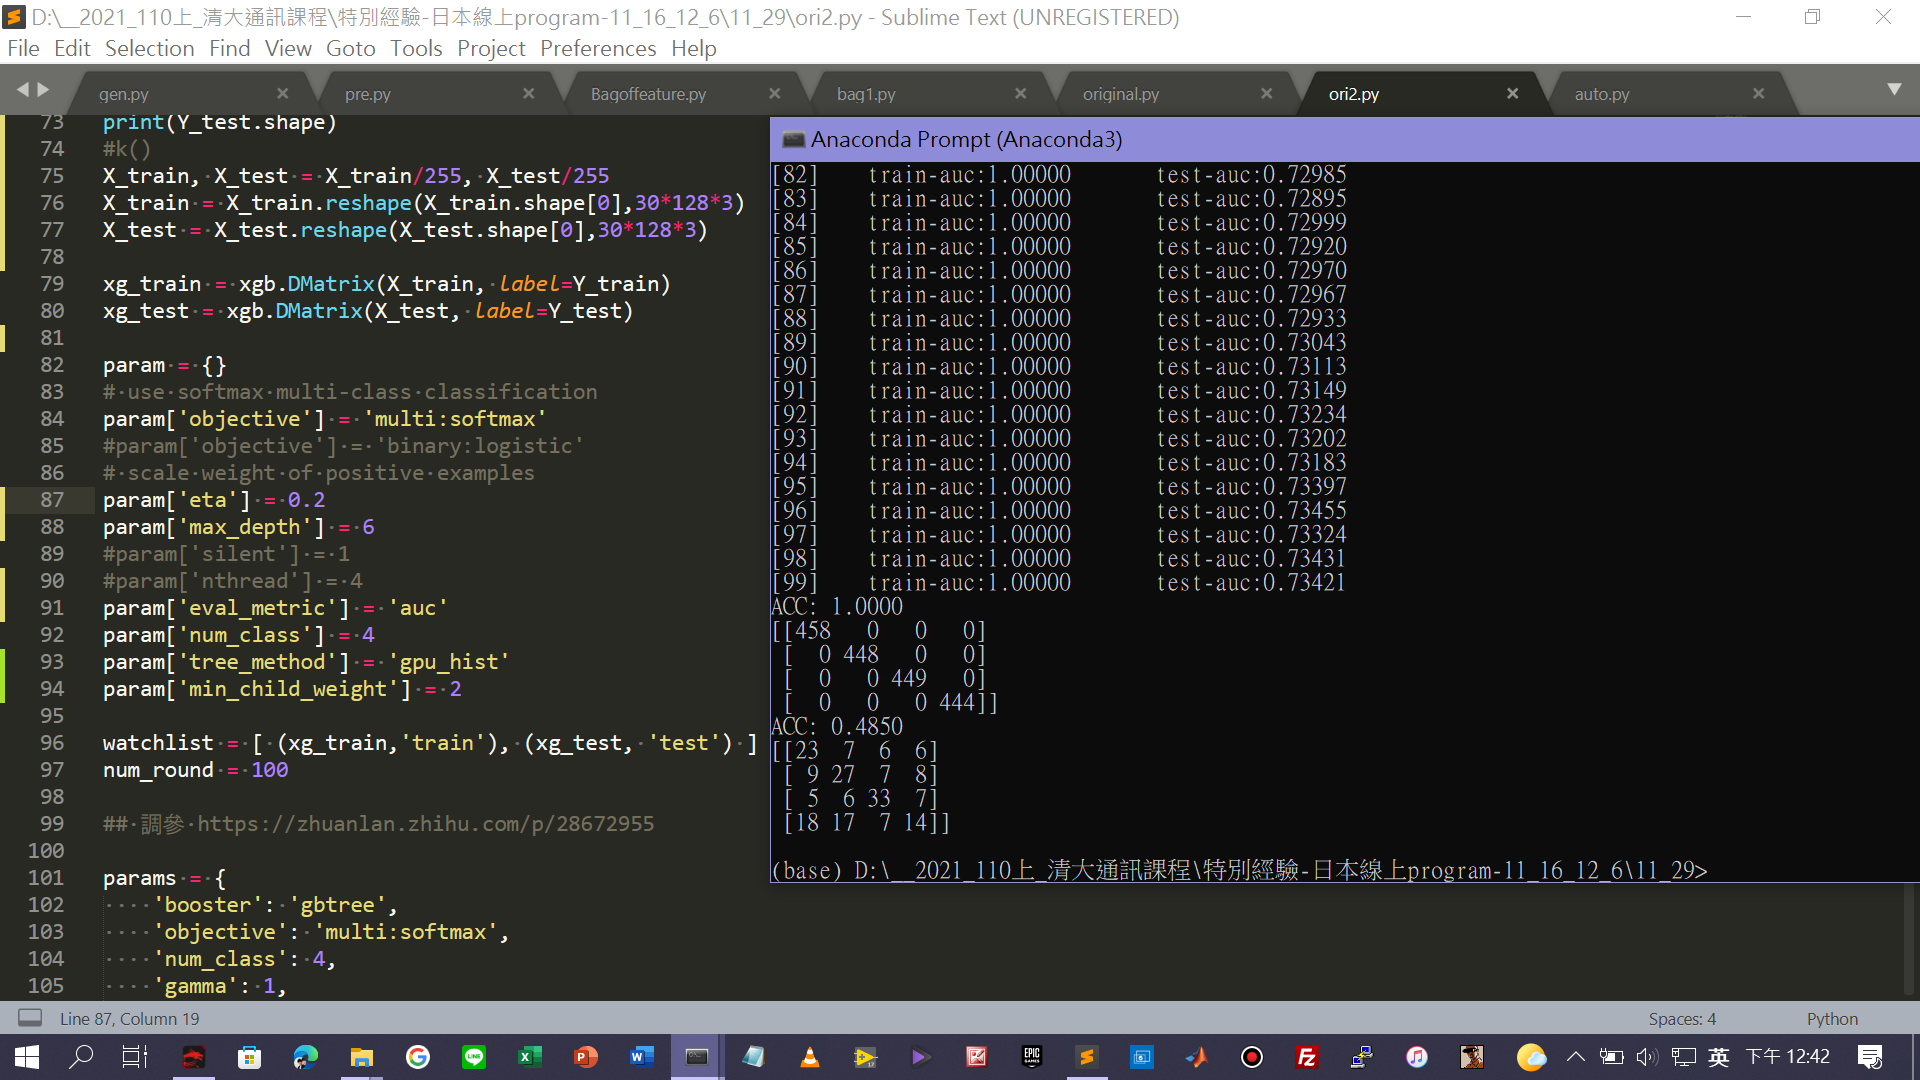 D:\__2021_110上_清大通訊課程\特別經驗-日本線上program-11_16_12_6\11_29\ori2.py - Sublime Text (UNREGISTERED)
File Edit Selection Find View Goto Tools Project Preferences Help
gen.py pre.py Bagoffeature.py bag1.py original.py ori2.py auto.py
73 print(Y_test.shape)
74 #k()
75 X_train, X_test = X_train/255, X_test/255
76 X_train = X_train.reshape(X_train.shape[0],30*128*3)
77 X_test = X_test.reshape(X_test.shape[0],30*128*3)
78
79 xg_train = xgb.DMatrix(X_train, label=Y_train)
80 xg_test = xgb.DMatrix(X_test, label=Y_test)
81
82 param = {}
83 # use softmax multi-class classification
84 param['objective'] = 'multi:softmax'
85 #param['objective'] = 'binary:logistic'
86 # scale weight of positive examples
87 param['eta'] = 0.2
88 param['max_depth'] = 6
89 #param['silent'] = 1
90 #param['nthread'] = 4
91 param['eval_metric'] = 'auc'
92 param['num_class'] = 4
93 param['tree_method'] = 'gpu_hist'
94 param['min_child_weight'] = 2
95
96 watchlist = [ (xg_train,'train'), (xg_test, 'test') ]
97 num_round = 100
98
99 ## 調參 https://zhuanlan.zhihu.com/p/28672955
100
101 params = {
102 'booster': 'gbtree',
103 'objective': 'multi:softmax',
104 'num_class': 4,
105 'gamma': 1,
Anaconda Prompt (Anaconda3)
[82] train-auc:1.00000 test-auc:0.72985
[83] train-auc:1.00000 test-auc:0.72895
[84] train-auc:1.00000 test-auc:0.72999
[85] train-auc:1.00000 test-auc:0.72920
[86] train-auc:1.00000 test-auc:0.72970
[87] train-auc:1.00000 test-auc:0.72967
[88] train-auc:1.00000 test-auc:0.72933
[89] train-auc:1.00000 test-auc:0.73043
[90] train-auc:1.00000 test-auc:0.73113
[91] train-auc:1.00000 test-auc:0.73149
[92] train-auc:1.00000 test-auc:0.73234
[93] train-auc:1.00000 test-auc:0.73202
[94] train-auc:1.00000 test-auc:0.73183
[95] train-auc:1.00000 test-auc:0.73397
[96] train-auc:1.00000 test-auc:0.73455
[97] train-auc:1.00000 test-auc:0.73324
[98] train-auc:1.00000 test-auc:0.73431
[99] train-auc:1.00000 test-auc:0.73421
ACC: 1.0000
[[458 0 0 0]
[ 0 448 0 0]
[ 0 0 449 0]
[ 0 0 0 444]]
ACC: 0.4850
[[23 7 6 6]
[ 9 27 7 8]
[ 5 6 33 7]
[18 17 7 14]]
(base) D:\__2021_110上_清大通訊課程\特別經驗-日本線上program-11_16_12_6\11_29>
Line 87, Column 19 Spaces: 4 Python
英 下午 12:42